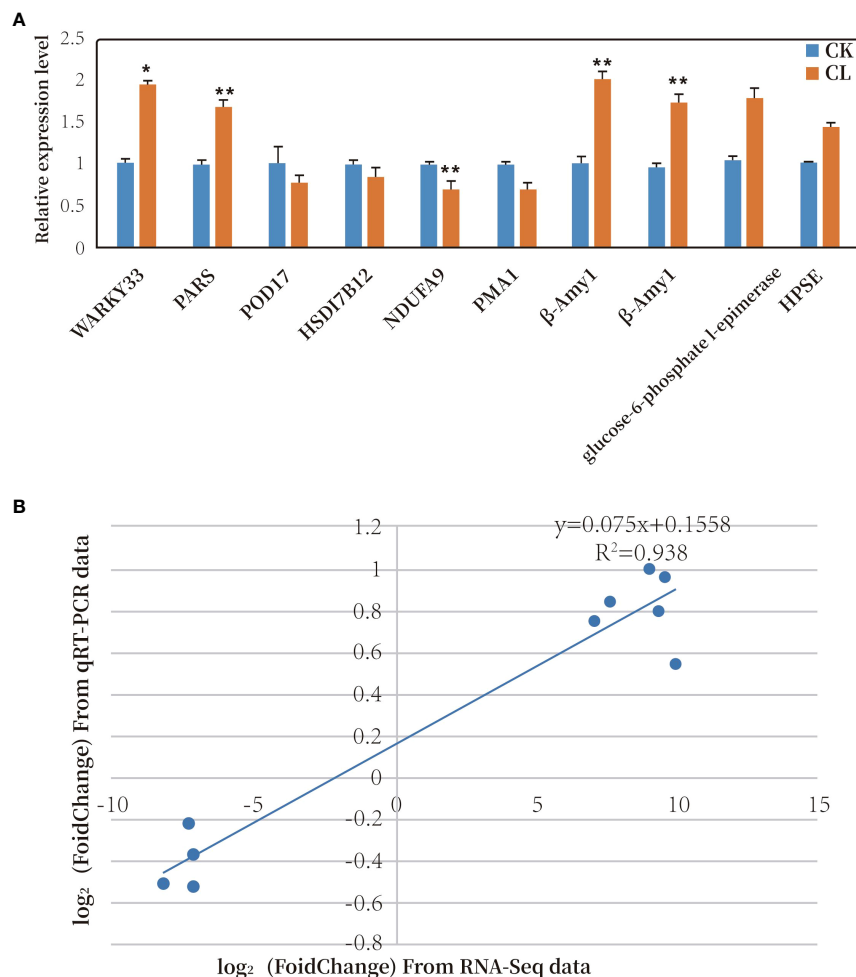 A
2.5
2
1.5
1
0.5
0
Relative expression level
CK
CL
*
**
**
**
**
WARKY33
PARS
POD17
HSDI7B12
NDUFA9
PMA1
β-Amy1
β-Amy1
glucose-6-phosphate l-epimerase
HPSE
B
y=0.075x+0.1558
R²=0.938
1.2
1
0.8
0.6
0.4
0.2
0
-0.2
-0.4
-0.6
-0.8
-10
-5
0
5
10
15
log₂ (FoidChange) From qRT-PCR data
log₂ (FoidChange) From RNA-Seq data